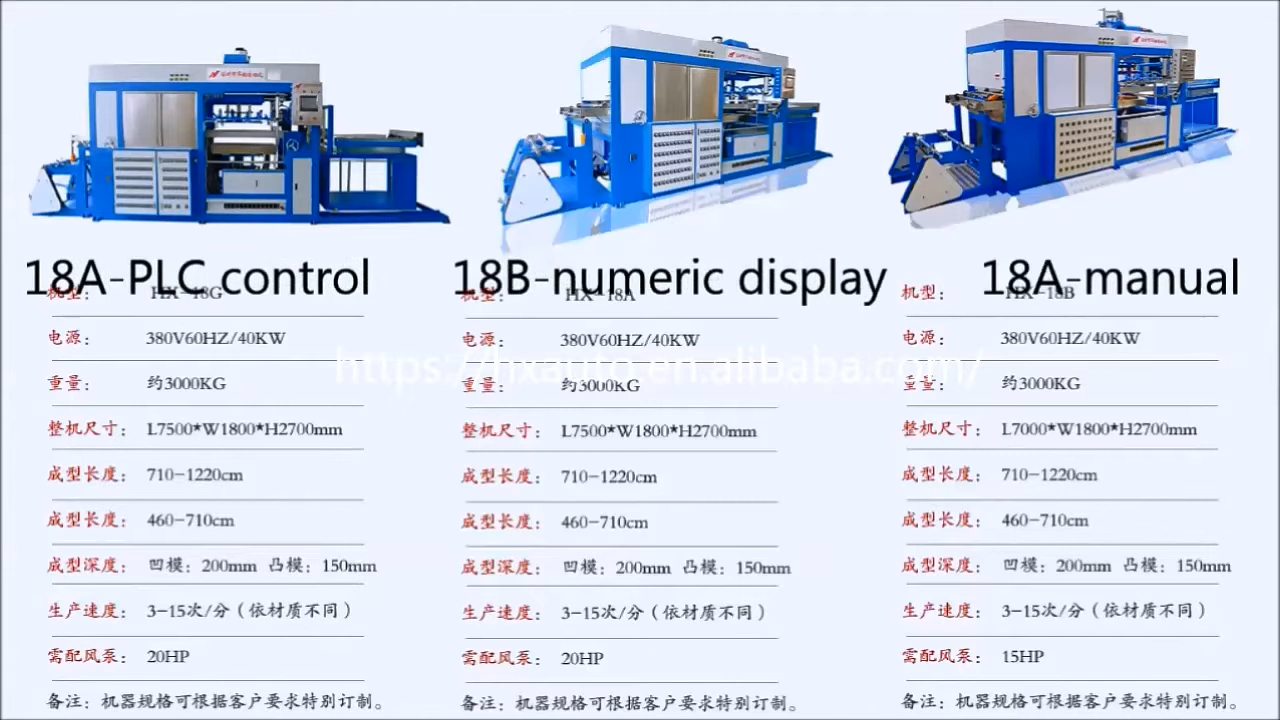 18A-PLC control
机型: HX-18G
电源: 380V60HZ/40KW
重量: 约3000KG
整机尺寸: L7500*W1800*H2700mm
成型长度: 710-1220cm
成型长度: 460-710cm
成型深度: 凹模: 200mm 凸模: 150mm
生产速度: 3-15次/分(依材质不同)
需配风泵: 20HP
备注: 机器规格可根据客户要求特别订制。
18B-numeric display
机型: HX-18A
电源: 380V60HZ/40KW
重量: 约3000KG
整机尺寸: L7500*W1800*H2700mm
成型长度: 710-1220cm
成型长度: 460-710cm
成型深度: 凹模: 200mm 凸模: 150mm
生产速度: 3-15次/分(依材质不同)
需配风泵: 20HP
备注: 机器规格可根据客户要求特别订制。
18A-manual
机型: HX-18B
电源: 380V60HZ/40KW
重量: 约3000KG
整机尺寸: L7000*W1800*H2700mm
成型长度: 710-1220cm
成型长度: 460-710cm
成型深度: 凹模: 200mm 凸模: 150mm
生产速度: 3-15次/分(依材质不同)
需配风泵: 15HP
备注: 机器规格可根据客户要求特别订制。
https://hxauto.en.alibaba.com/